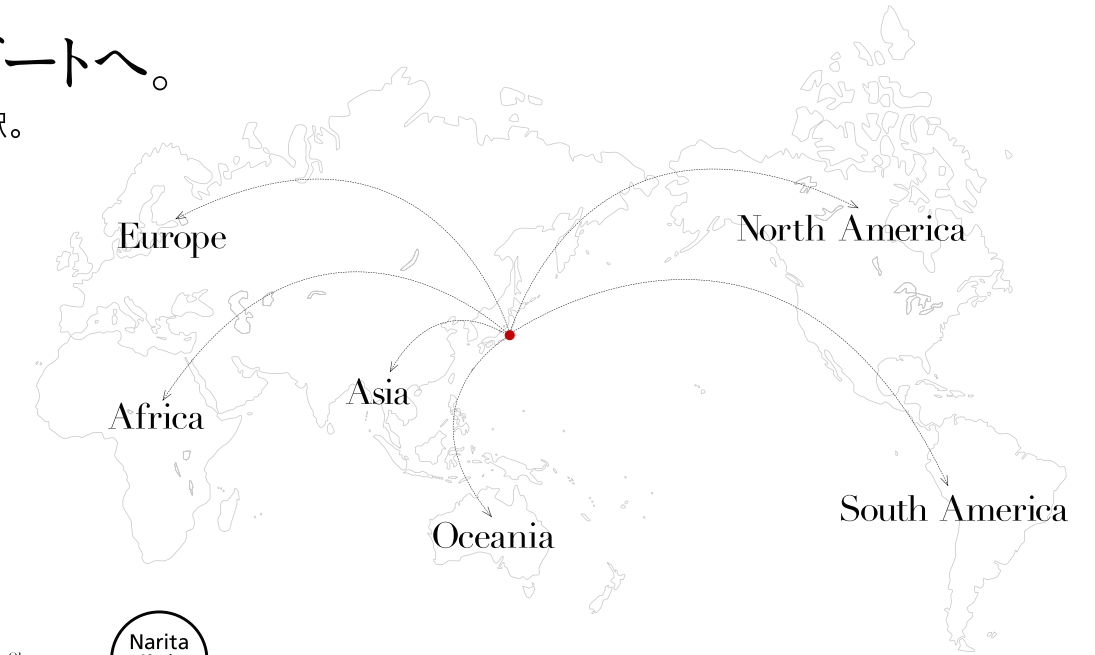 ートへ。
。
Europe
North America
Asia
Africa
South America
Oceania
Narita